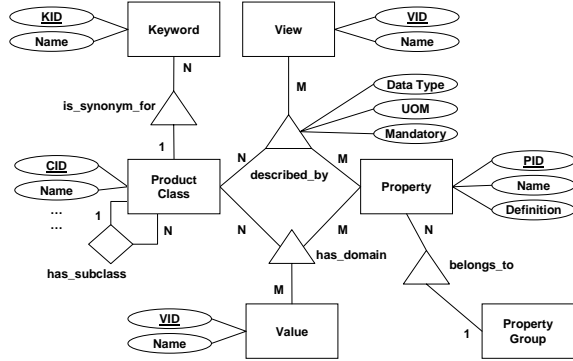 KID
Name
Keyword
View
VID
Name
N
M
Data Type
UOM
Mandatory
is_synonym_for
1
CID
Name
...
...
Product
Class
N
M
described_by
Property
PID
Name
Definition
1
N
N
M
N
has_subclass
has_domain
belongs_to
M
VID
Name
Value
1
Property
Group